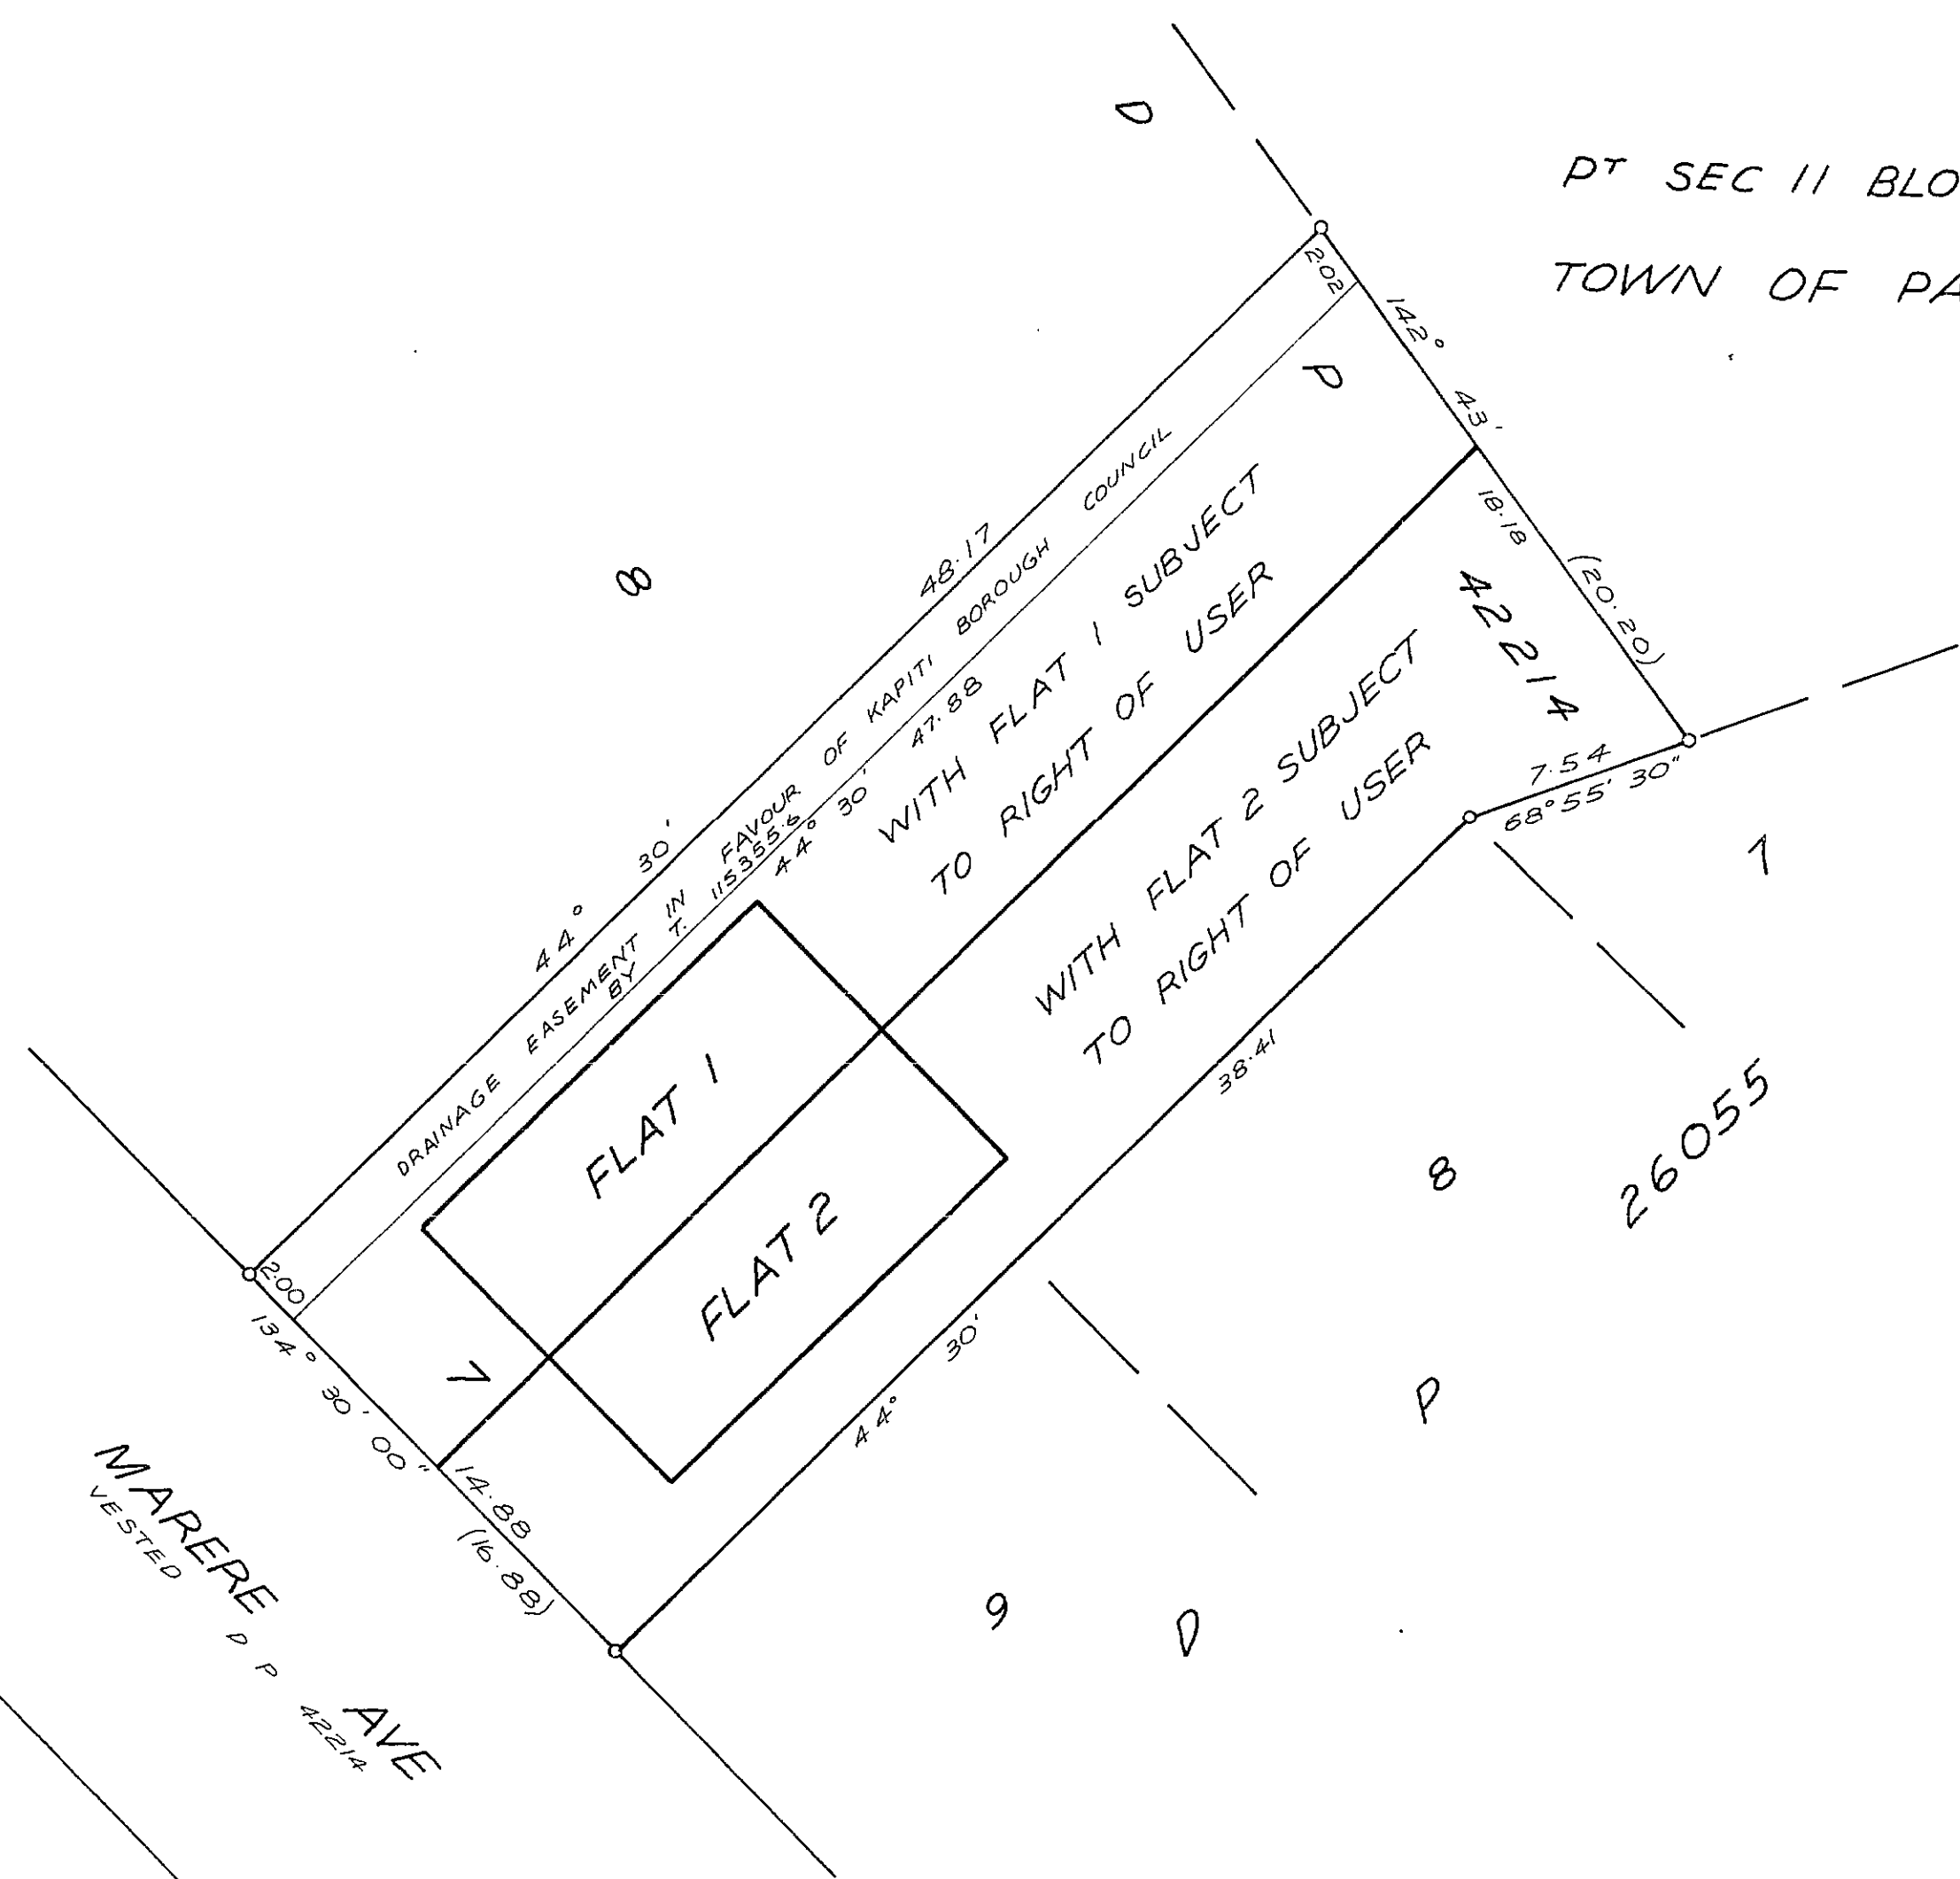 D
PT SEC 11 BLO
TOWN OF PA
2.02
142° 43'
P
18.18
(20.20)
42214
8
48.17
44° 30'
DRAINAGE EASEMENT IN FAVOUR OF KAPITI BOROUGH COUNCIL
BY T. 115355.6
44° 30' 47.88
WITH FLAT 1 SUBJECT
TO RIGHT OF USER
WITH FLAT 2 SUBJECT
TO RIGHT OF USER
7.54
68° 55' 30"
7
38.41
44° 30'
FLAT 1
FLAT 2
8
26055
P
9
D
2.00
134° 30' 00"
7
14.88
(16.88)
MARERE AVE
VESTED D P 42214